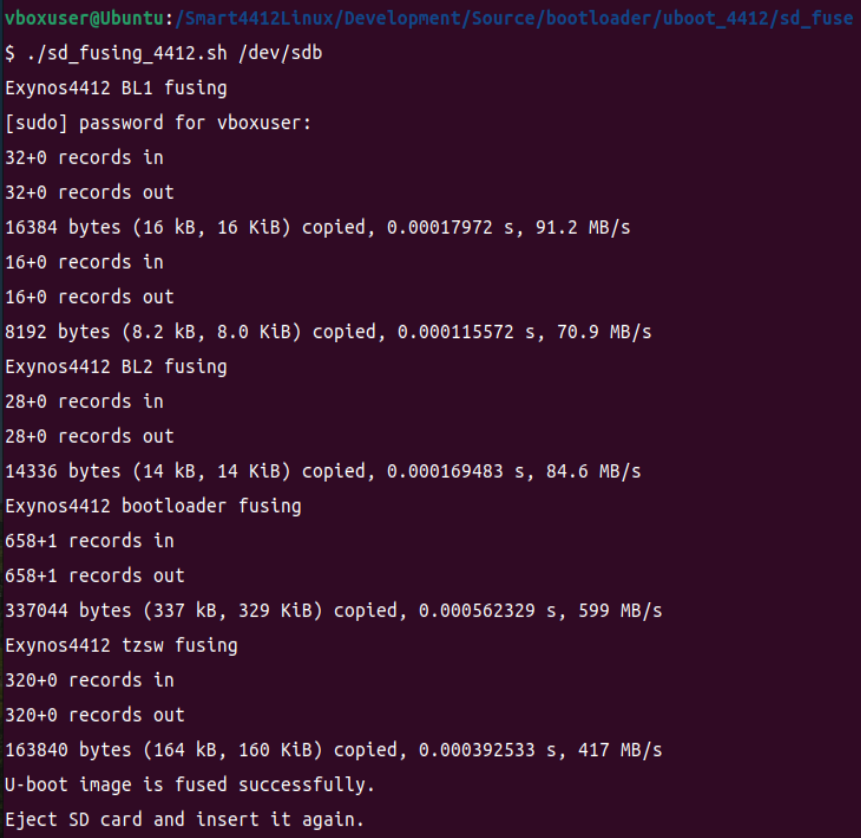 vboxuser@Ubuntu:/Smart4412Linux/Development/Source/bootloader/uboot_4412/sd_fuse
$ ./sd_fusing_4412.sh /dev/sdb
Exynos4412 BL1 fusing
[sudo] password for vboxuser:
32+0 records in
32+0 records out
16384 bytes (16 kB, 16 KiB) copied, 0.00017972 s, 91.2 MB/s
16+0 records in
16+0 records out
8192 bytes (8.2 kB, 8.0 KiB) copied, 0.000115572 s, 70.9 MB/s
Exynos4412 BL2 fusing
28+0 records in
28+0 records out
14336 bytes (14 kB, 14 KiB) copied, 0.000169483 s, 84.6 MB/s
Exynos4412 bootloader fusing
658+1 records in
658+1 records out
337044 bytes (337 kB, 329 KiB) copied, 0.000562329 s, 599 MB/s
Exynos4412 tzsw fusing
320+0 records in
320+0 records out
163840 bytes (164 kB, 160 KiB) copied, 0.000392533 s, 417 MB/s
U-boot image is fused successfully.
Eject SD card and insert it again.